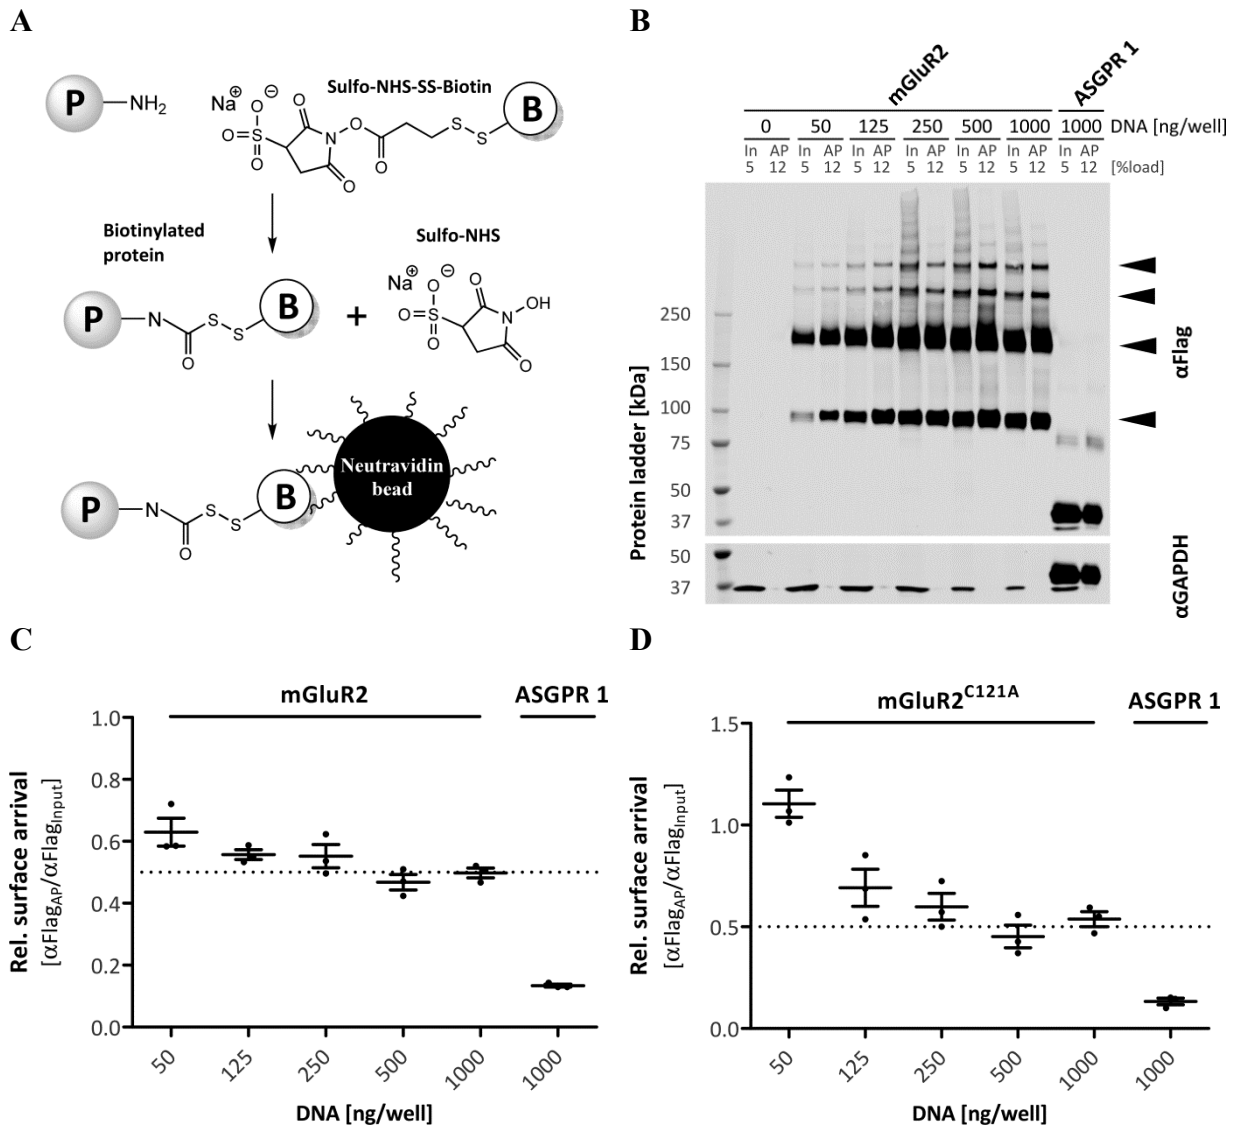 A
P
NH₂
Na⊕
O⊖
O=S
O
O
N
O
O
O
S
S
Sulfo-NHS-SS-Biotin
B
Biotinylated
protein
Sulfo-NHS
P
N
O
S
S
B
+
Na⊕
O⊖
O=S
O
O
N
OH
O
P
N
O
S
S
B
Neutravidin
bead
B
mGluR2
ASGPR 1
0 50 125 250 500 1000 1000 DNA [ng/well]
In AP In AP In AP In AP In AP In AP In AP
5 12 5 12 5 12 5 12 5 12 5 12 5 12 [%load]
Protein ladder [kDa]
250
150
100
75
50
37
αFlag
50
37
αGAPDH
C
mGluR2 ASGPR 1
Rel. surface arrival
[αFlagAP/αFlagInput]
1.0
0.8
0.6
0.4
0.2
0.0
50 125 250 500 1000 1000
DNA [ng/well]
D
mGluR2C121A ASGPR 1
Rel. surface arrival
[αFlagAP/αFlagInput]
1.5
1.0
0.5
0.0
50 125 250 500 1000 1000
DNA [ng/well]